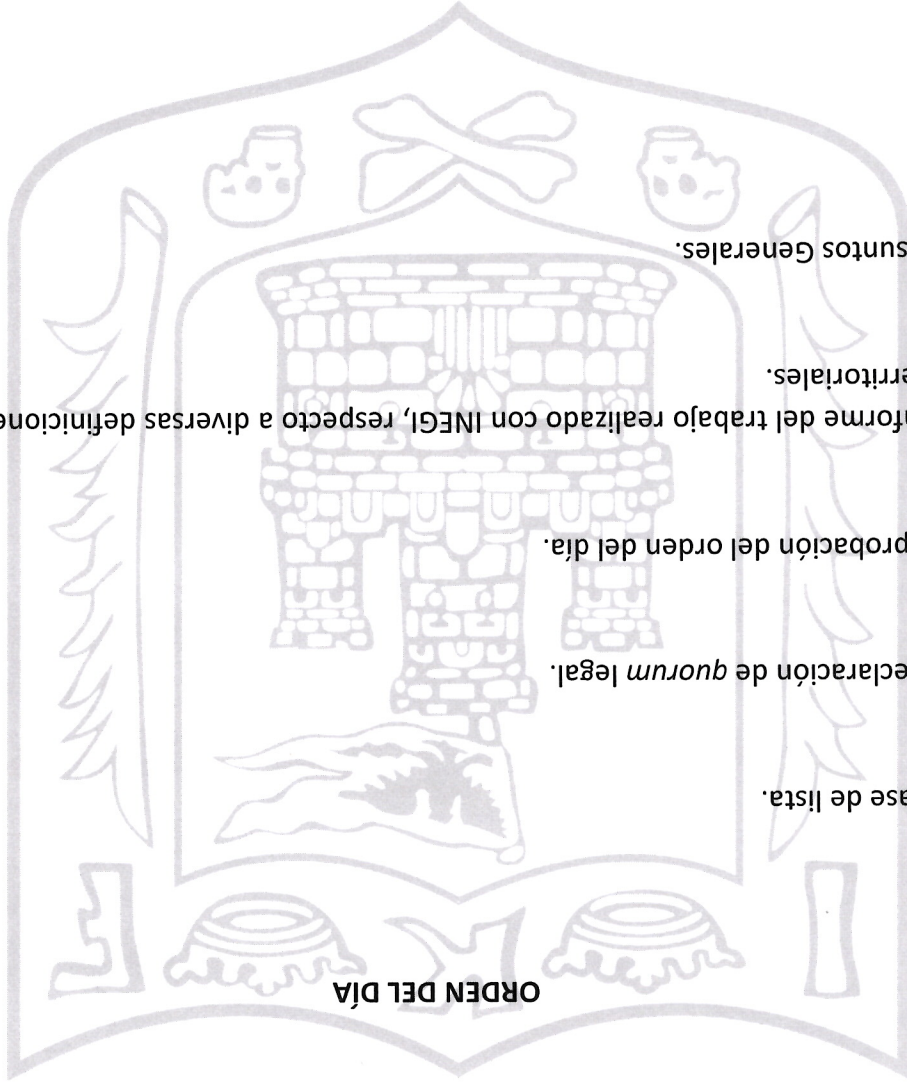 ORDEN DEL DÍA
ase de lista.
eclaración de quorum legal.
probación del orden del día.
nforme del trabajo realizado con INEGI, respecto a diversas definicione
erritoriales.
suntos Generales.